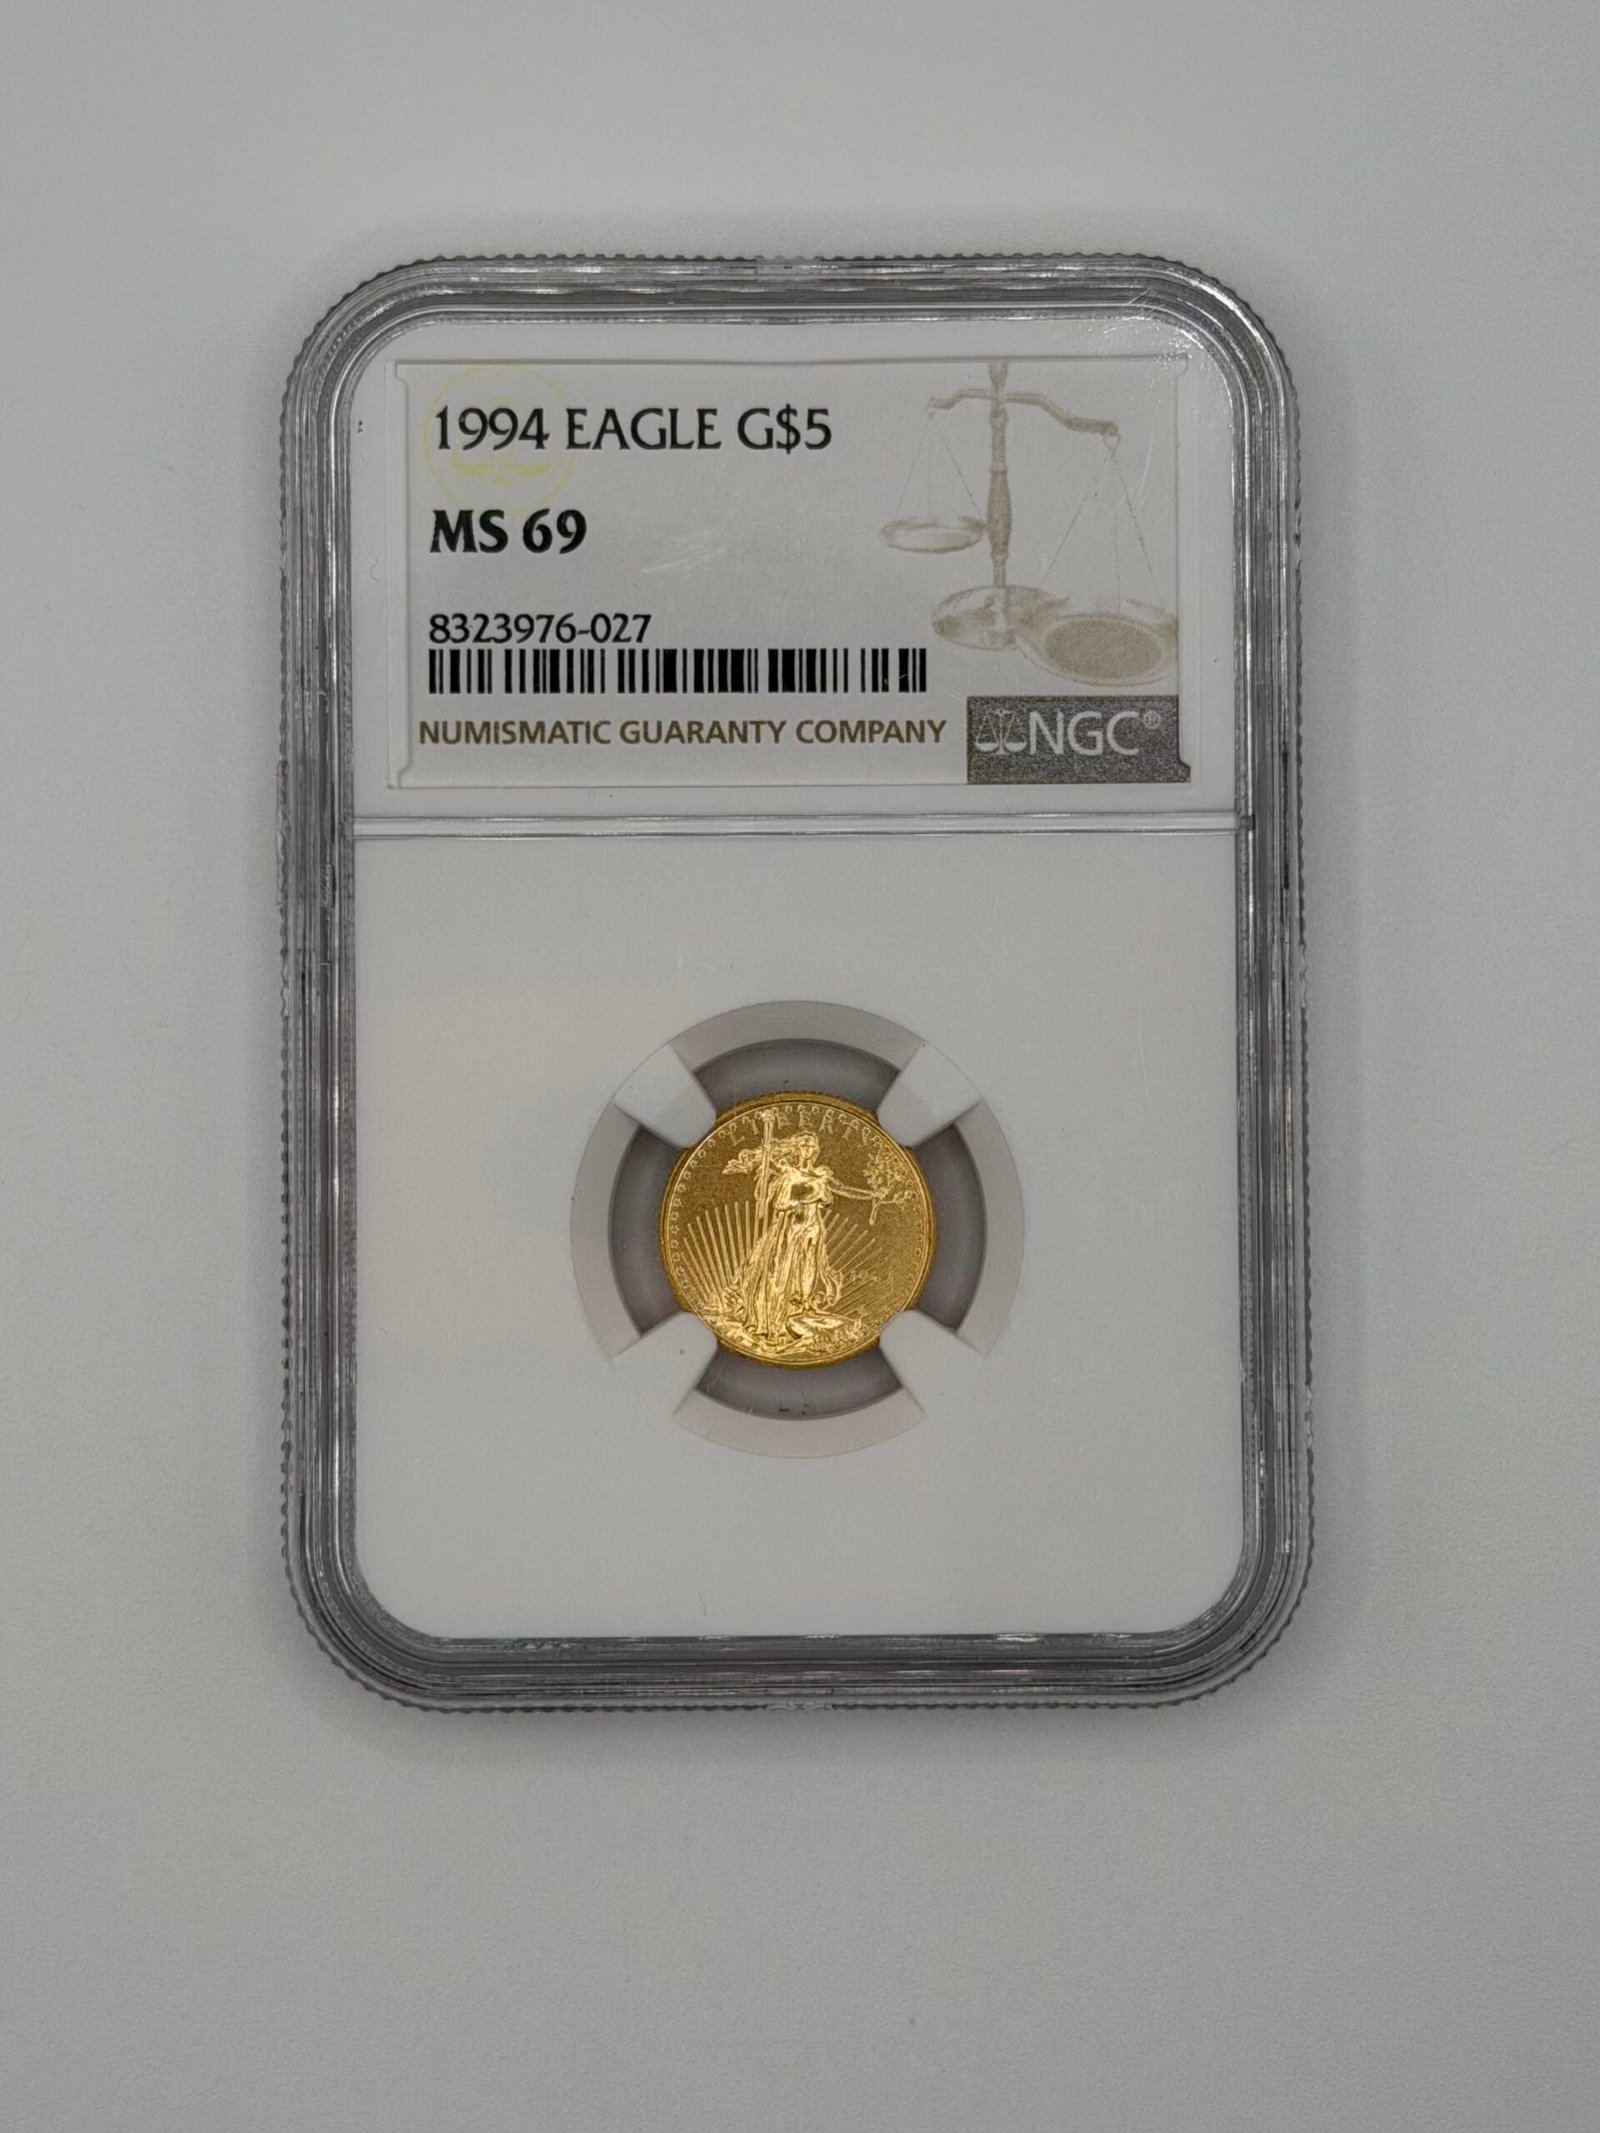 1994 EAGLE G$5
MS 69
8323976-027
NUMISMATIC GUARANTY COMPANY
NGC®
LIBERTY